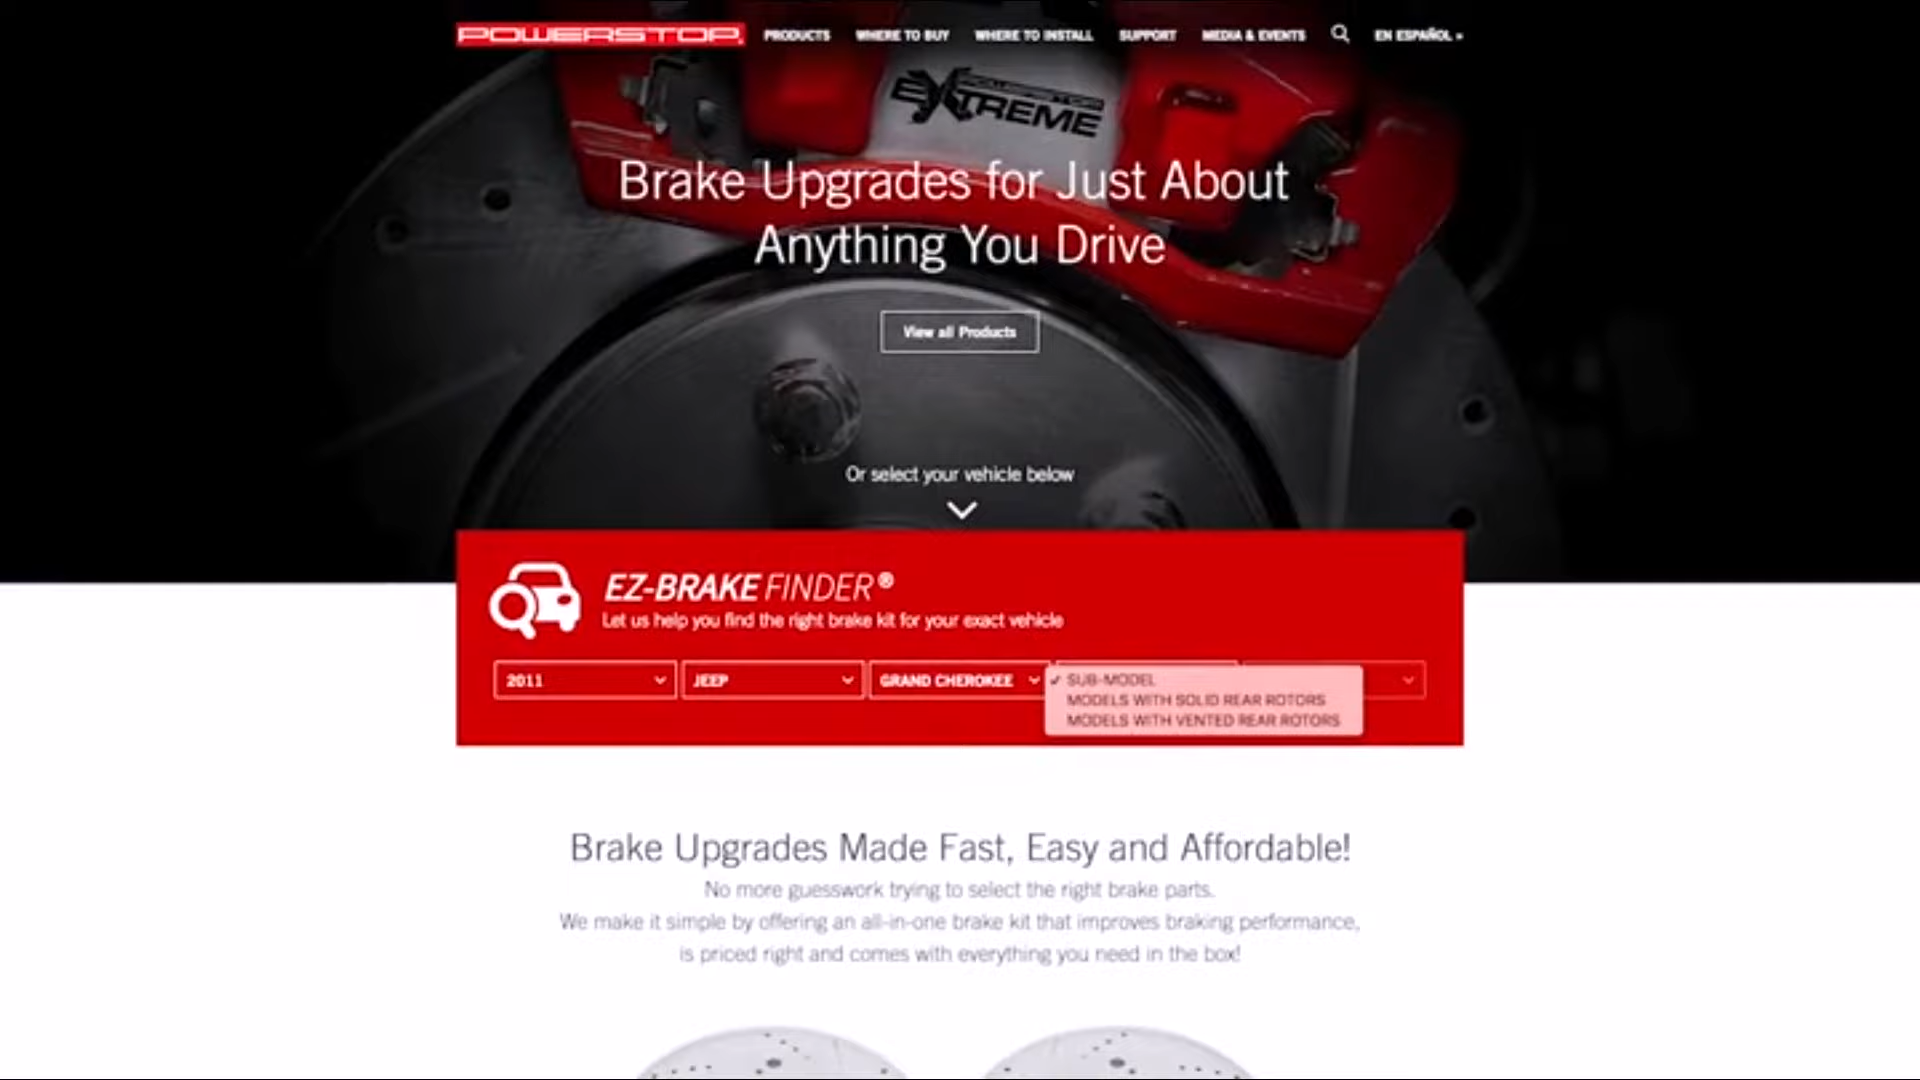 POWERSTOP
PRODUCTS
WHERE TO BUY
WHERE TO INSTALL
SUPPORT
MEDIA & EVENTS
EN ESPAÑOL »
POWERSTOP
EXTREME
Brake Upgrades for Just About
Anything You Drive
View all Products
Or select your vehicle below
EZ-BRAKE FINDER®
Let us help you find the right brake kit for your exact vehicle
2011
JEEP
GRAND CHEROKEE
✓ SUB-MODEL
MODELS WITH SOLID REAR ROTORS
MODELS WITH VENTED REAR ROTORS
Brake Upgrades Made Fast, Easy and Affordable!
No more guesswork trying to select the right brake parts.
We make it simple by offering an all-in-one brake kit that improves braking performance,
is priced right and comes with everything you need in the box!